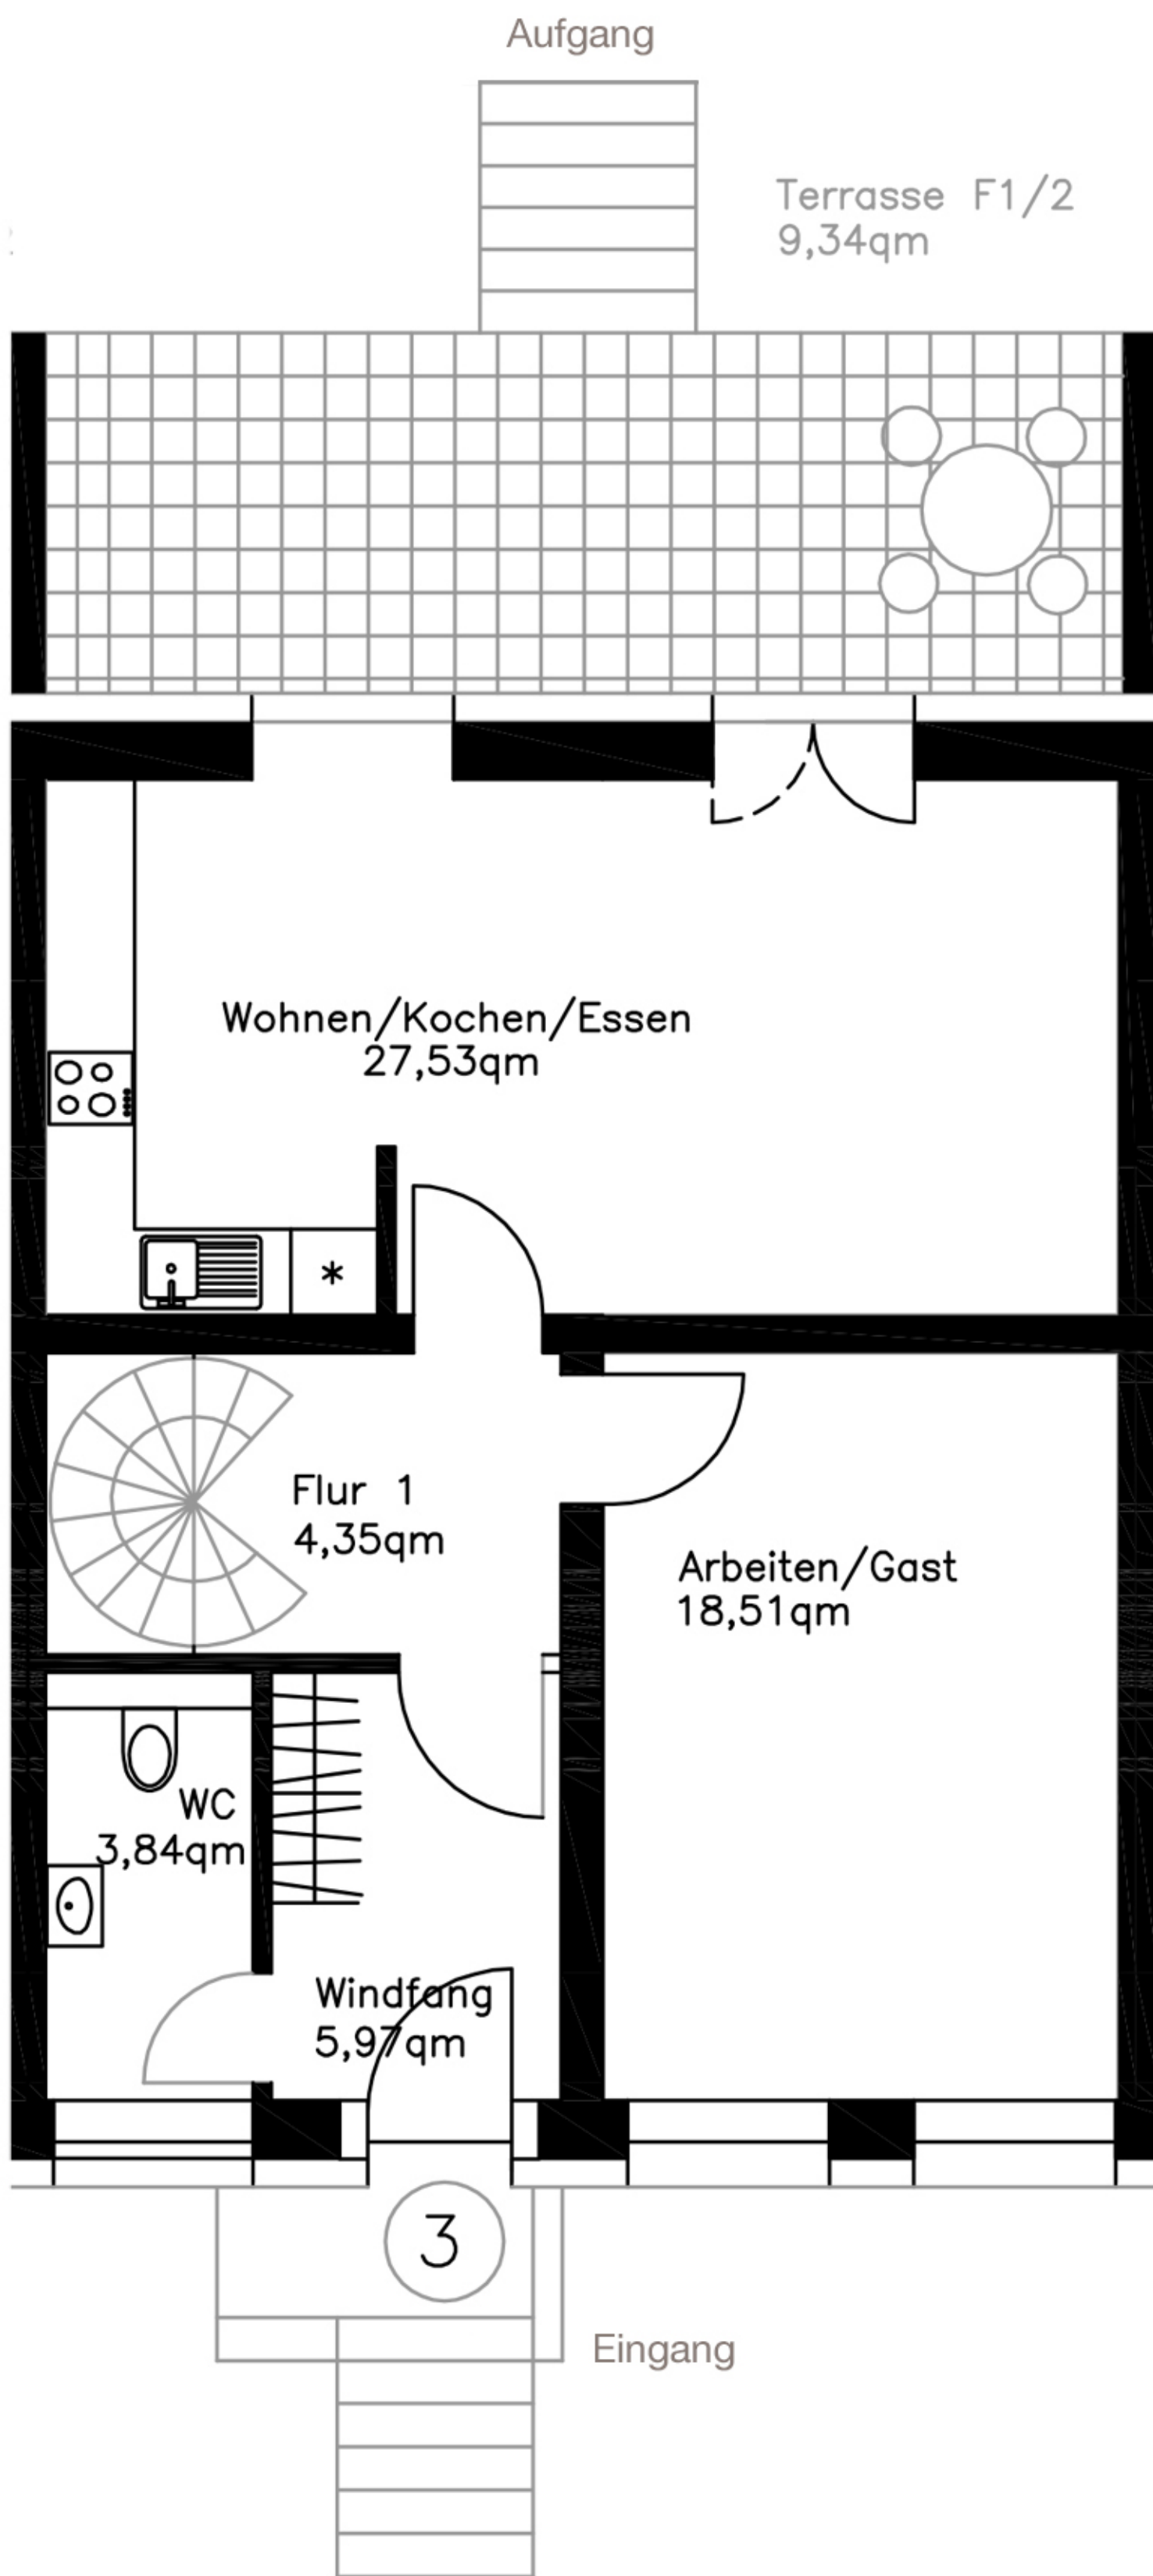 Aufgang
Terrasse F1/2
9,34qm
Wohnen/Kochen/Essen
27,53qm
*
Flur 1
4,35qm
Arbeiten/Gast
18,51qm
WC
3,84qm
Windfang
5,97qm
3
Eingang